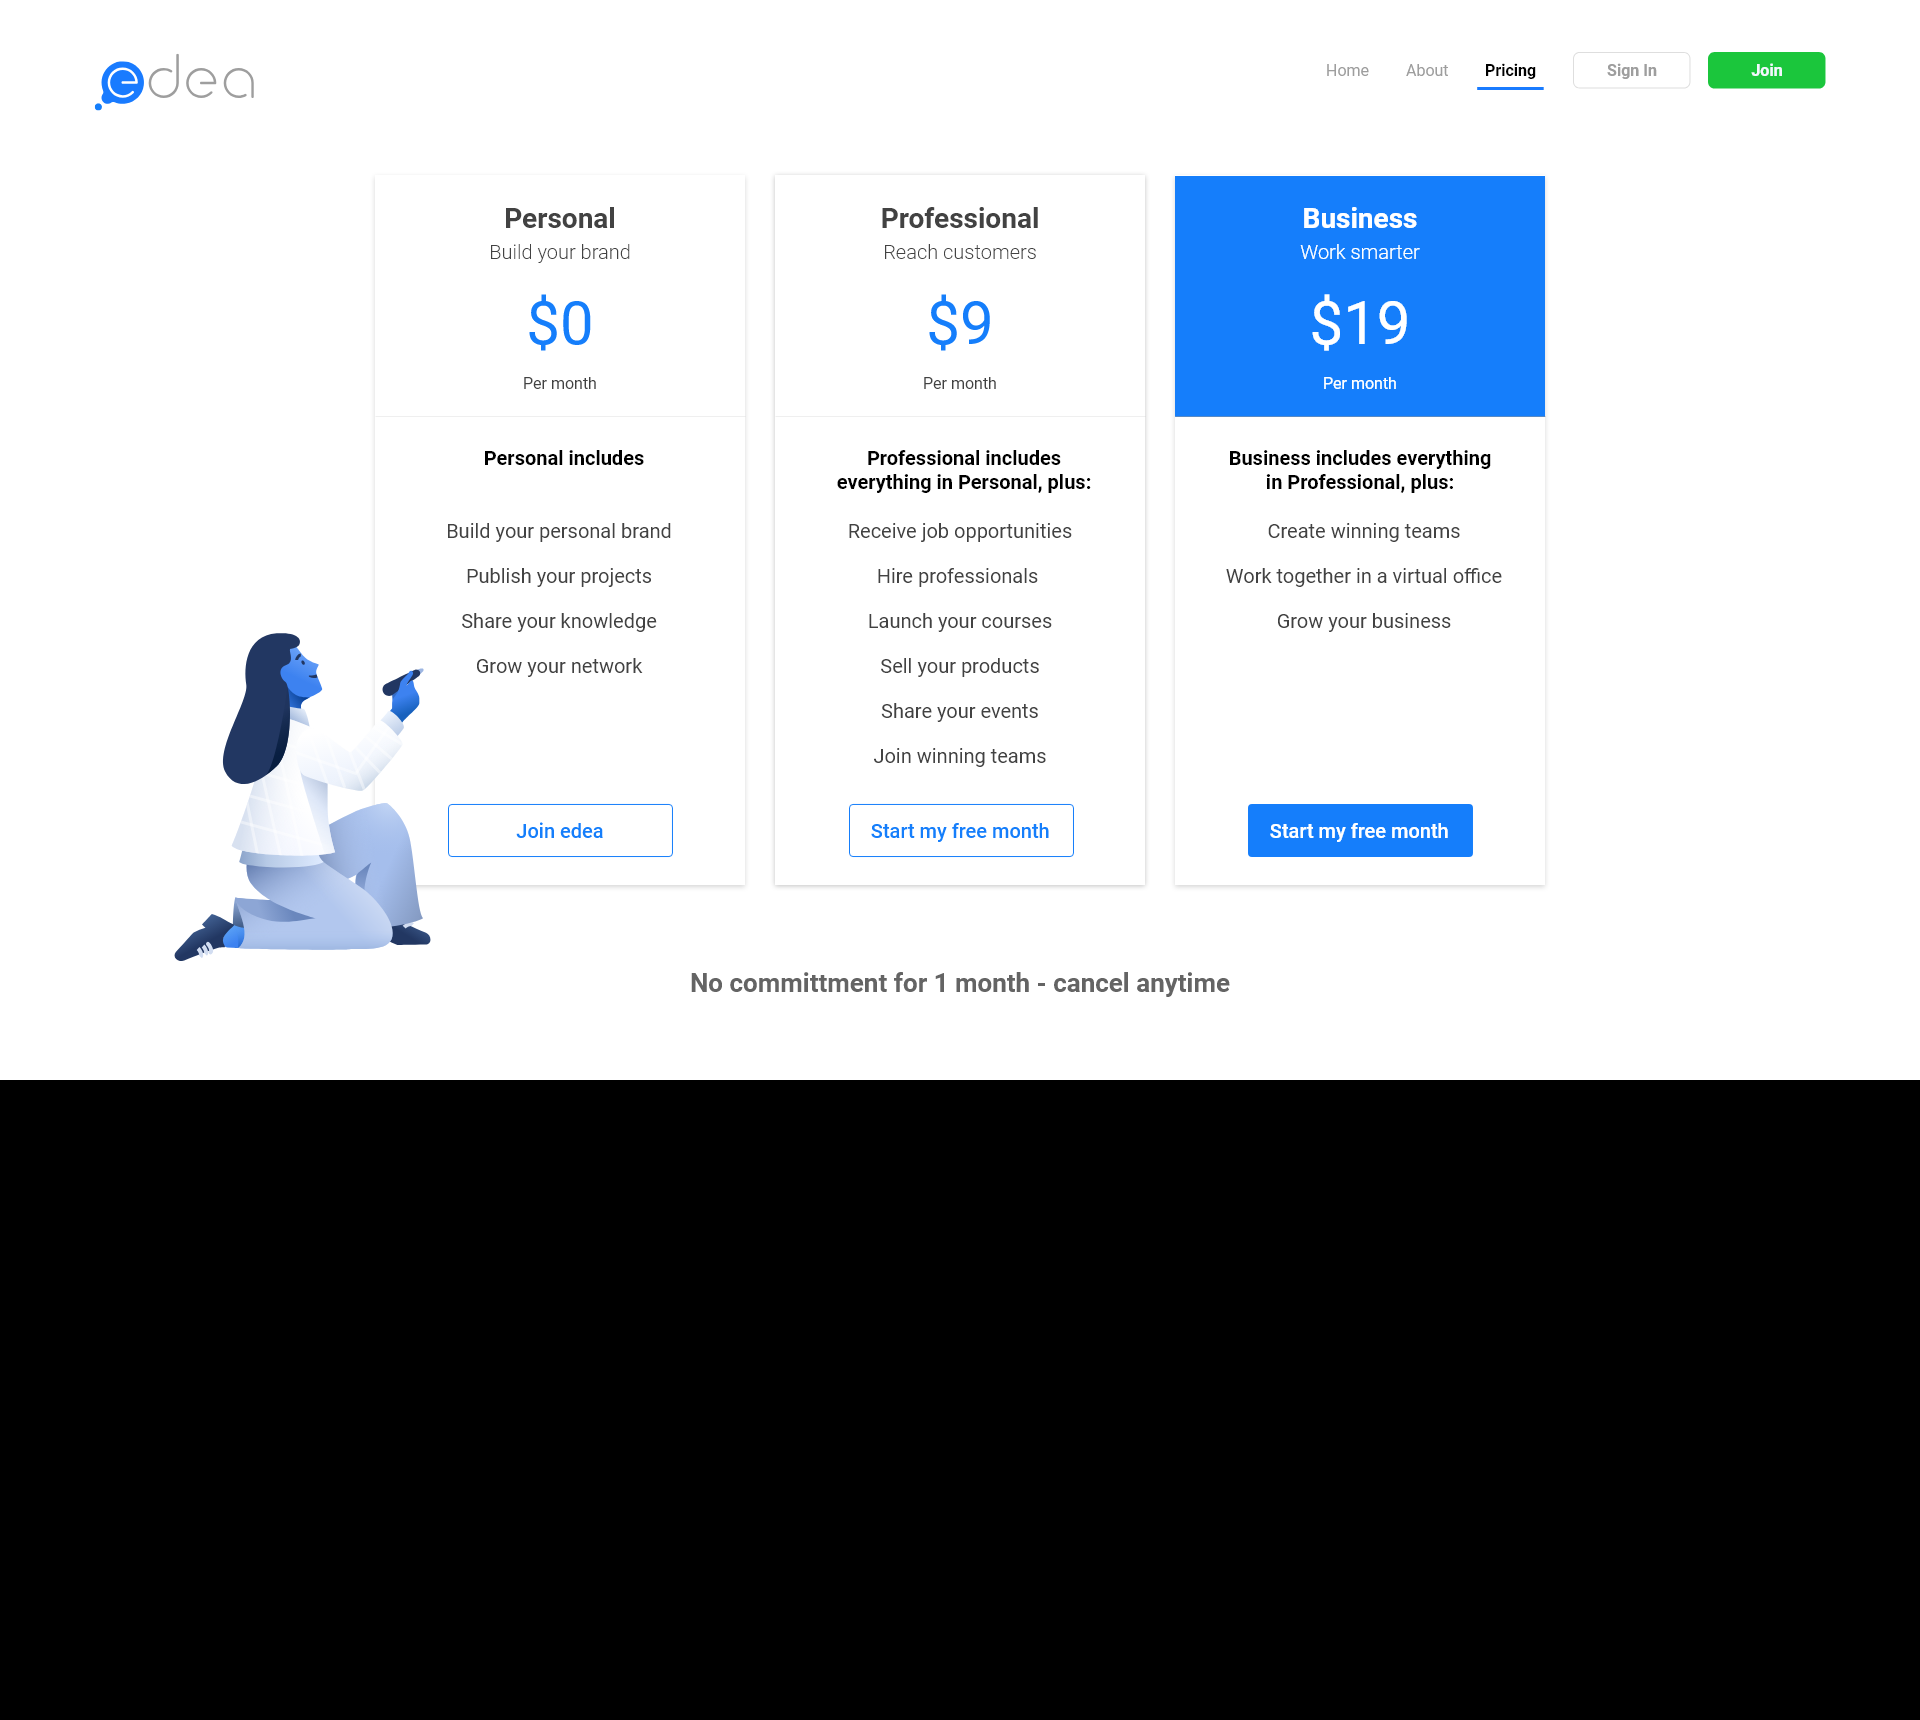 edea
Home
About
Pricing
Sign In
Join
Personal
Build your brand
$0
Per month
Personal includes
Build your personal brand
Publish your projects
Share your knowledge
Grow your network
Join edea
Professional
Reach customers
$9
Per month
Professional includes
everything in Personal, plus:
Receive job opportunities
Hire professionals
Launch your courses
Sell your products
Share your events
Join winning teams
Start my free month
Business
Work smarter
$19
Per month
Business includes everything
in Professional, plus:
Create winning teams
Work together in a virtual office
Grow your business
Start my free month
No committment for 1 month - cancel anytime